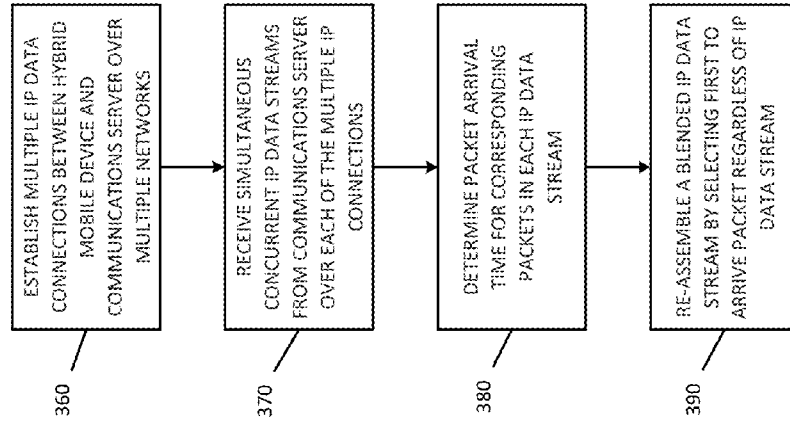 360
ESTABLISH MULTIPLE IP DATA
CONNECTIONS BETWEEN HYBRID
MOBILE DEVICE AND
COMMUNICATIONS SERVER OVER
MULTIPLE NETWORKS
370
RECEIVE SIMULTANEOUS
CONCURRENT IP DATA STREAMS
FROM COMMUNICATIONS SERVER
OVER EACH OF THE MULTIPLE IP
CONNECTIONS
380
DETERMINE PACKET ARRIVAL
TIME FOR CORRESPONDING
PACKETS IN EACH IP DATA
STREAM
390
RE-ASSEMBLE A BLENDED IP DATA
STREAM BY SELECTING FIRST TO
ARRIVE PACKET REGARDLESS OF IP
DATA STREAM